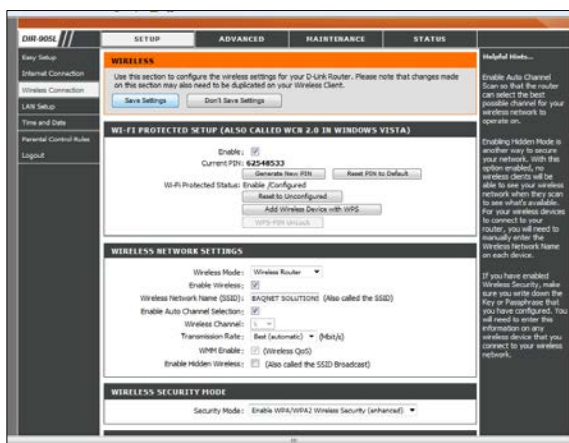 DIR-905L
SETUP
ADVANCED
MAINTENANCE
STATUS
Easy Setup
Internet Connection
Wireless Connection
LAN Setup
Time and Date
Parental Control Rules
Logout
WIRELESS
Use this section to configure the wireless settings for your D-Link Router. Please note that changes made
on this section may also need to be duplicated on your Wireless Client.
Save Settings
Don't Save Settings
WI-FI PROTECTED SETUP (ALSO CALLED WCN 2.0 IN WINDOWS VISTA)
Enable :
Current PIN: 62548533
Generate New PIN
Reset PIN to Default
Wi-Fi Protected Status: Enable /Configured
Reset to Unconfigured
Add Wireless Device with WPS
WPS-PIN UnLock
WIRELESS NETWORK SETTINGS
Wireless Mode : Wireless Router
Enable Wireless :
Wireless Network Name (SSID) : BAQNET SOLUTIONS (Also called the SSID)
Enable Auto Channel Selection :
Wireless Channel :
Transmission Rate : Best (automatic) (Mbit/s)
WMM Enable : (Wireless QoS)
Enable Hidden Wireless : (Also called the SSID Broadcast)
WIRELESS SECURITY MODE
Security Mode : Enable WPA/WPA2 Wireless Security (enhanced)
Helpful Hints...
Enable Auto Channel
Scan so that the router
can select the best
possible channel for your
wireless network to
operate on.
Enabling Hidden Mode is
another way to secure
your network. With this
option enabled, no
wireless clients will be
able to see your wireless
network when they scan
to see what's available.
For your wireless devices
to connect to your
router, you will need to
manually enter the
Wireless Network Name
on each device.
If you have enabled
Wireless Security, make
sure you write down the
Key or Passphrase that
you have configured. You
will need to enter this
information on any
wireless device that you
connect to your wireless
network.